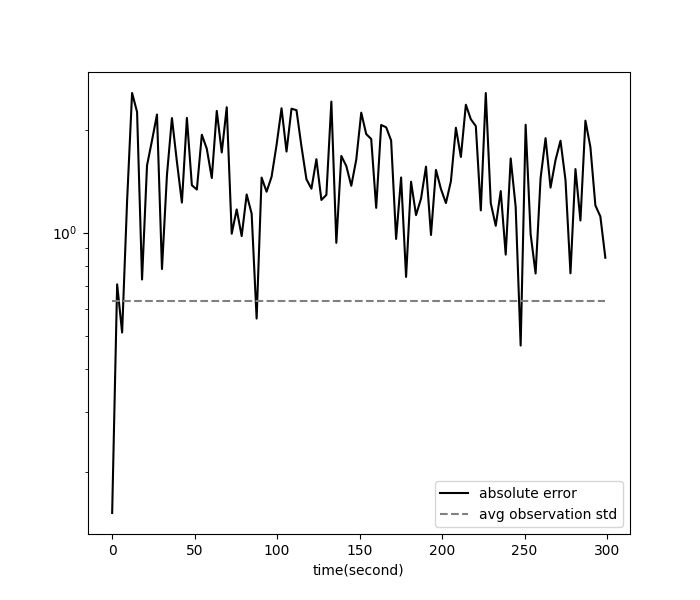 10⁰
0 50 100 150 200 250 300
time(second)
absolute error
avg observation std